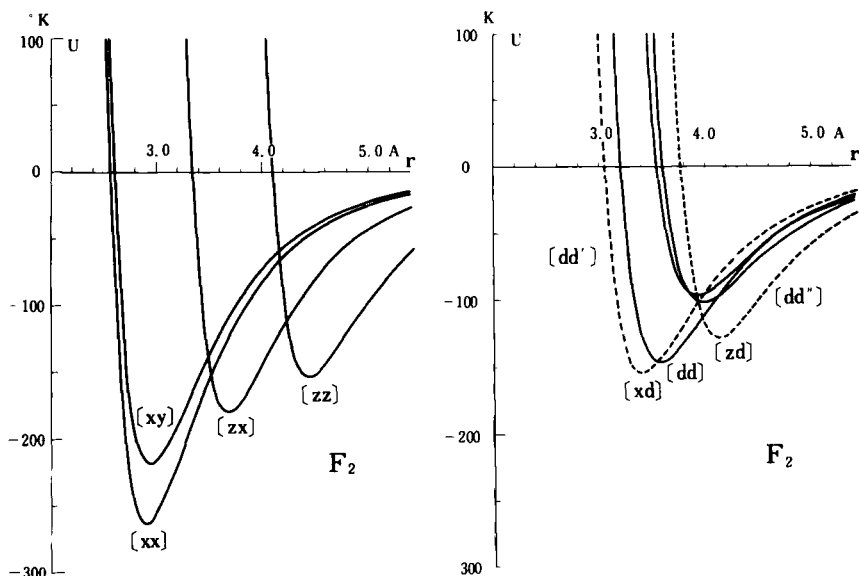 °K
100
U
3.0
4.0
5.0 A
r
0
-100
-200
-300
[xy]
[xx]
[zx]
[zz]
F2
K
100
U
3.0
4.0
5.0 A
r
0
-100
-200
300
[dd′]
[dd″]
[zd]
[dd]
[xd]
F2